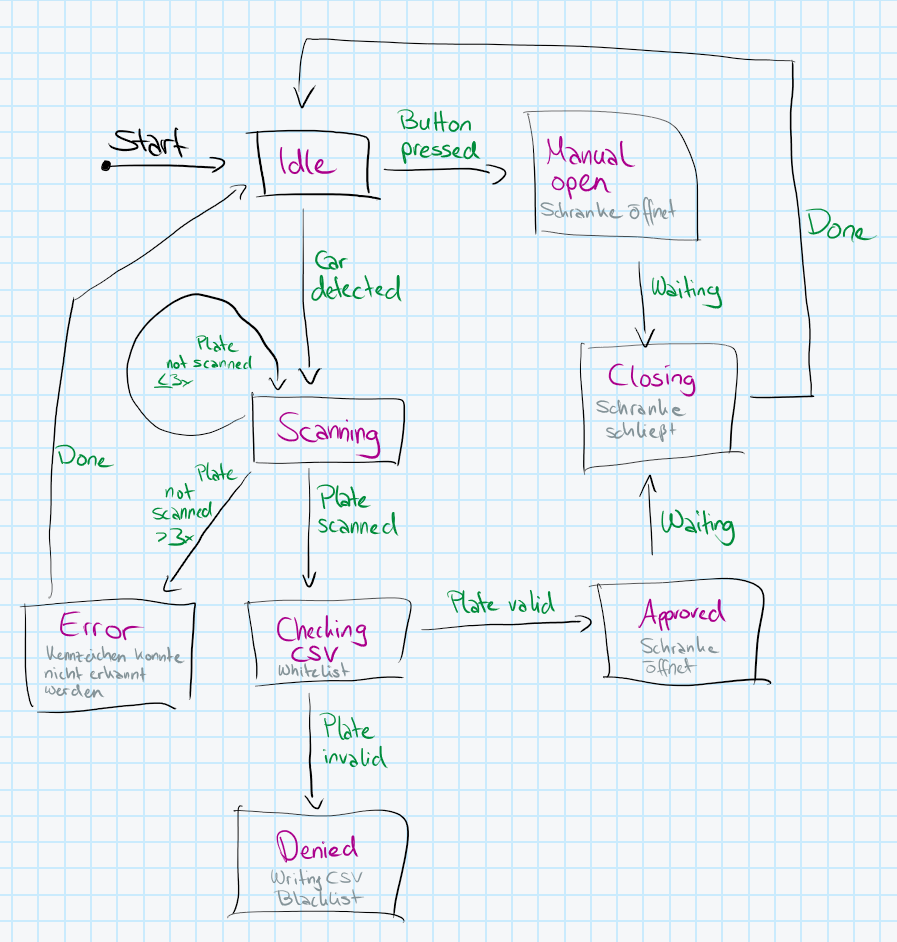 Start
Idle
Button
pressed
Manual
open
Schranke öffnet
Done
Car
detected
Waiting
Plate
not scanned
≤3x
Closing
Schranke
schließt
Scanning
Done
Plate
not
scanned
>3x
Plate
scanned
Waiting
Error
Kennzeichen konnte
nicht erkannt
werden
Checking
CSV
Whitelist
Plate valid
Approved
Schranke
öffnet
Plate
invalid
Denied
Writng CSV
Blacklist